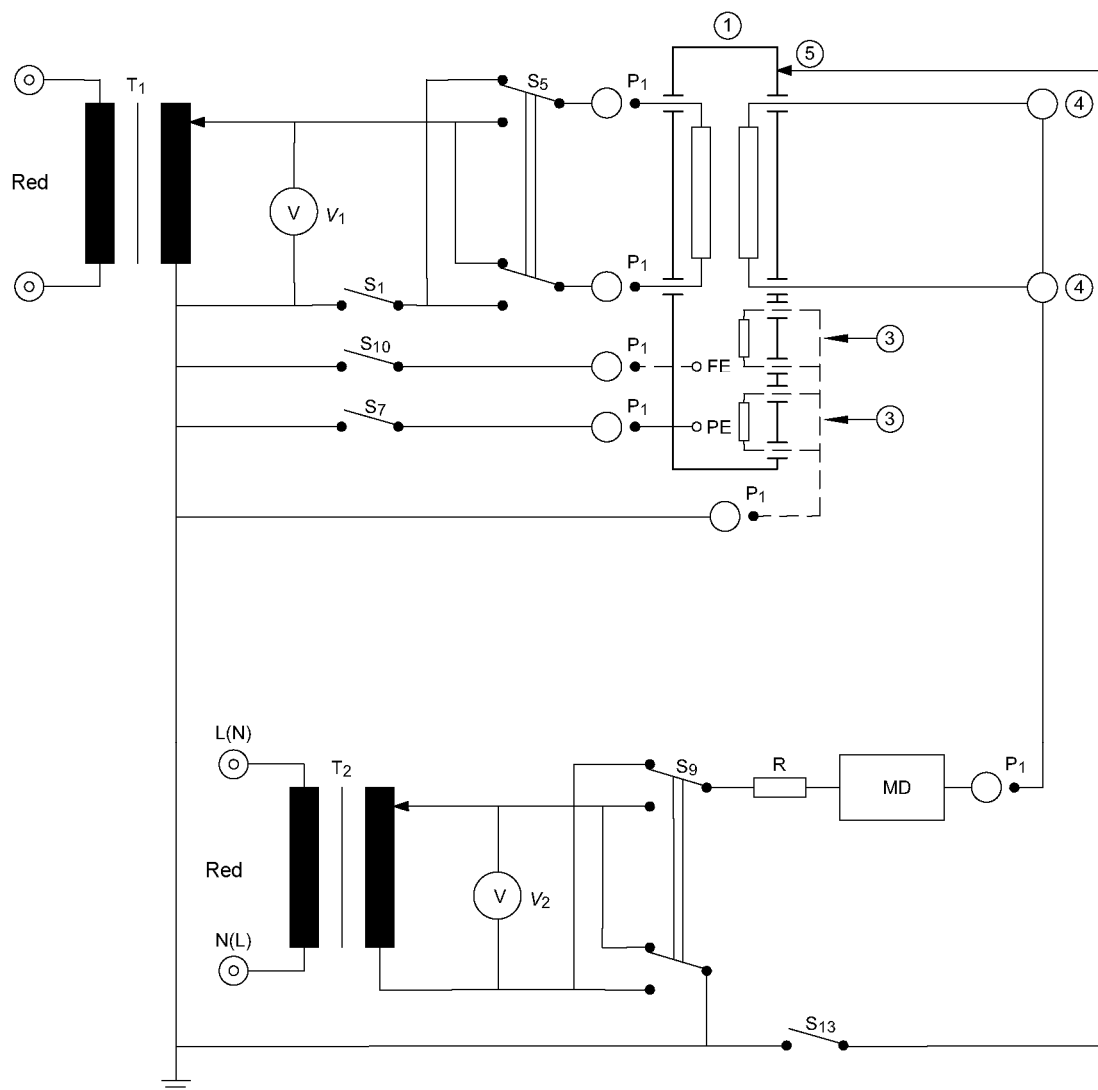 1
5
T1
S5
P1
4
Red
V
V1
P1
4
S1
S10
P1
FE
3
S7
P1
PE
3
P1
L(N)
T2
S9
R
MD
P1
Red
V
V2
N(L)
S13